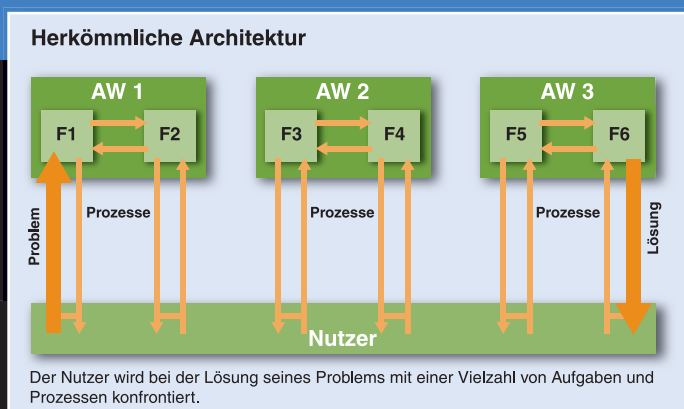 Herkömmliche Architektur
AW 1 AW 2 AW 3
F1 F2 F3 F4 F5 F6
Problem Prozesse Prozesse Prozesse Lösung
Nutzer
Der Nutzer wird bei der Lösung seines Problems mit einer Vielzahl von Aufgaben und
Prozessen konfrontiert.